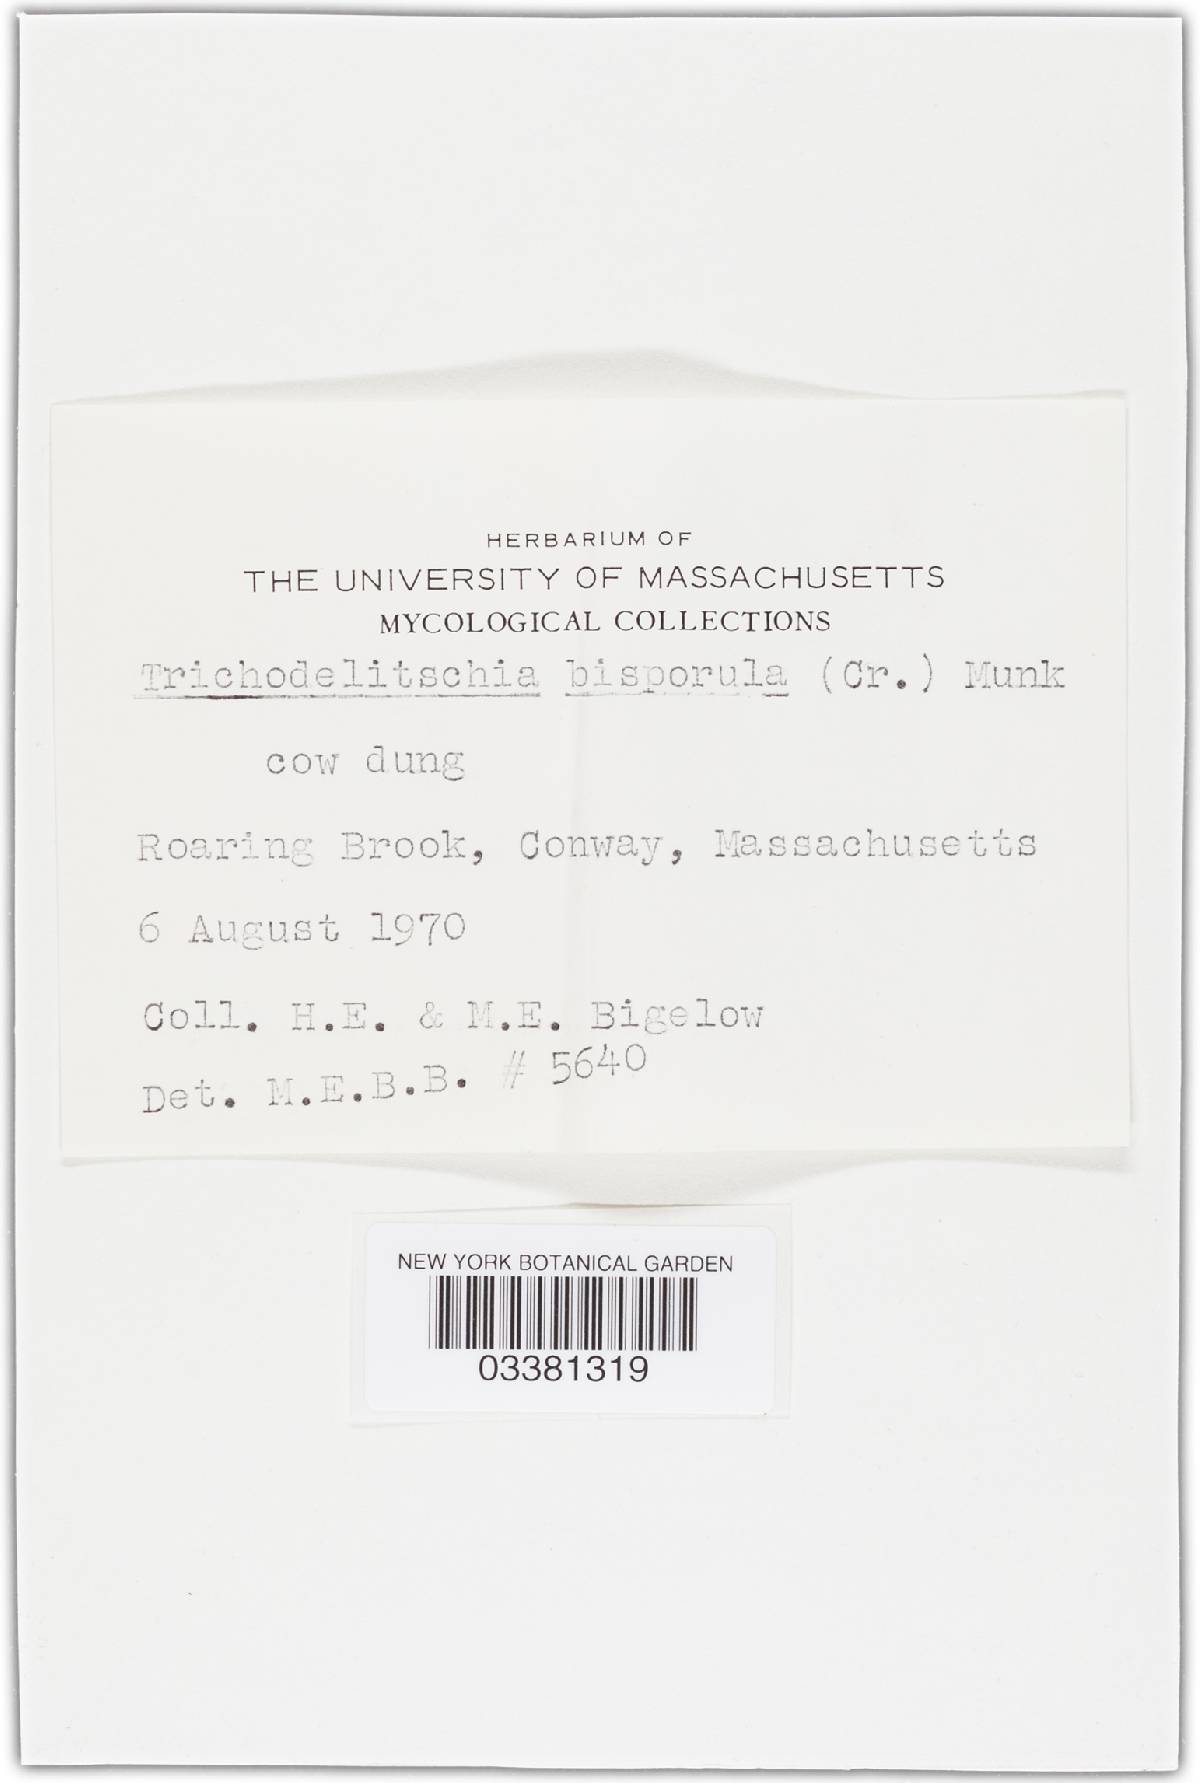 HERBARIUM OF
THE UNIVERSITY OF MASSACHUSETTS
MYCOLOGICAL COLLECTIONS
Trichodelitschia bisporula (Cr.) Munk
cow dung
Roaring Brook, Conway, Massachusetts
6 August 1970
Coll. H.E. & M.E. Bigelow
Det. M.E.B.B. # 5640
NEW YORK BOTANICAL GARDEN
03381319